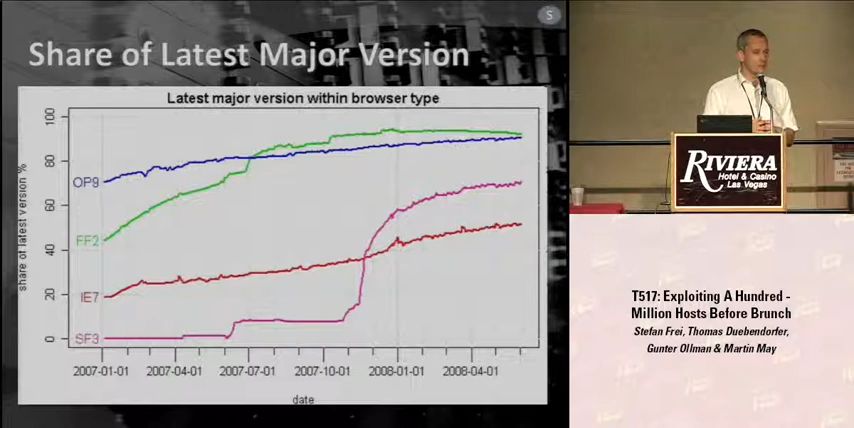 S
Share of Latest Major Version
Latest major version within browser type
share of latest version %
100
80
60
40
20
0
OP9
FF2
IE7
SF3
2007-01-01 2007-04-01 2007-07-01 2007-10-01 2008-01-01 2008-04-01
date
RIVIERA
Hotel & Casino
Las Vegas
T517: Exploiting A Hundred -
Million Hosts Before Brunch
Stefan Frei, Thomas Duebendorfer,
Gunter Ollman & Martin May